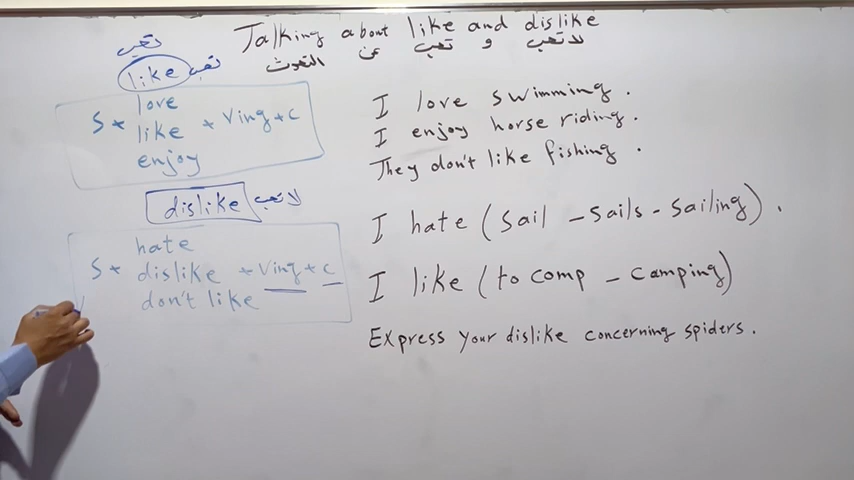 Talking about like and dislike
التحدث عن تحب و لا تحب
تحب
like تحب
love
S + like + Ving + C
enjoy
dislike لا تحب
hate
S + dislike + Ving + C
don't like
I love swimming.
I enjoy horse riding.
They don't like fishing.
I hate (sail - sails - sailing).
I like (to comp - camping)
Express your dislike concerning spiders.